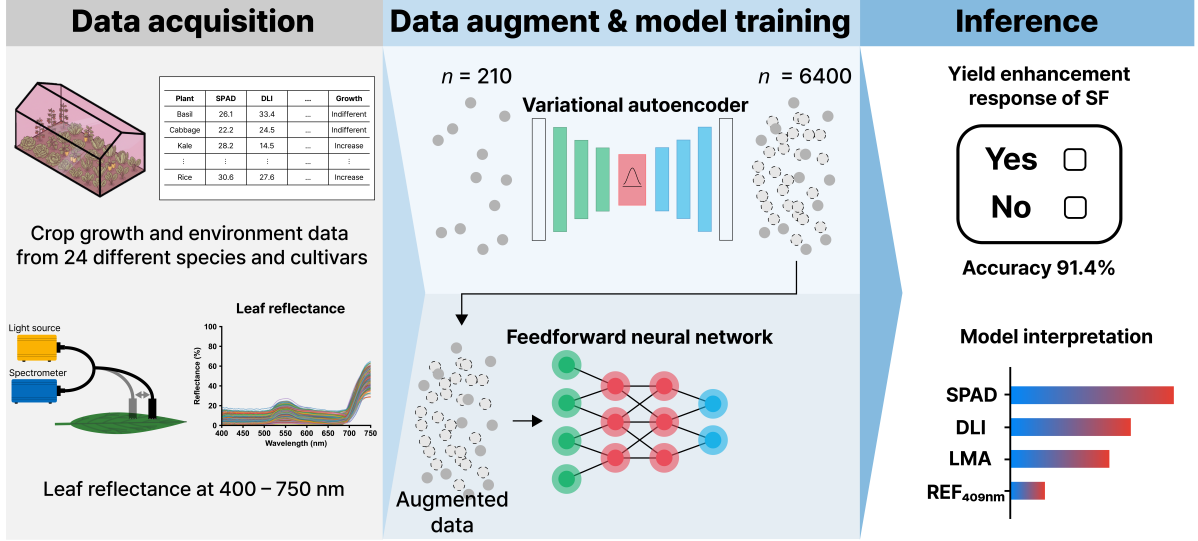 Data acquisition
Plant SPAD DLI ... Growth
Basil 26.1 33.4 ... Indifferent
Cabbage 22.2 24.5 ... Indifferent
Kale 28.2 14.5 ... Increase
⋮ ⋮ ⋮ ⋮
Rice 30.6 27.6 ... Increase
Crop growth and environment data
from 24 different species and cultivars
Light source
Spectrometer
Leaf reflectance
Reflectance (%)
100
80
60
40
20
0
400 450 500 550 600 650 700 750
Wavelength (nm)
Leaf reflectance at 400 – 750 nm
Data augment & model training
n = 210
n = 6400
Variational autoencoder
Feedforward neural network
Augmented
data
Inference
Yield enhancement
response of SF
Yes
No
Accuracy 91.4%
Model interpretation
SPAD
DLI
LMA
REF409nm